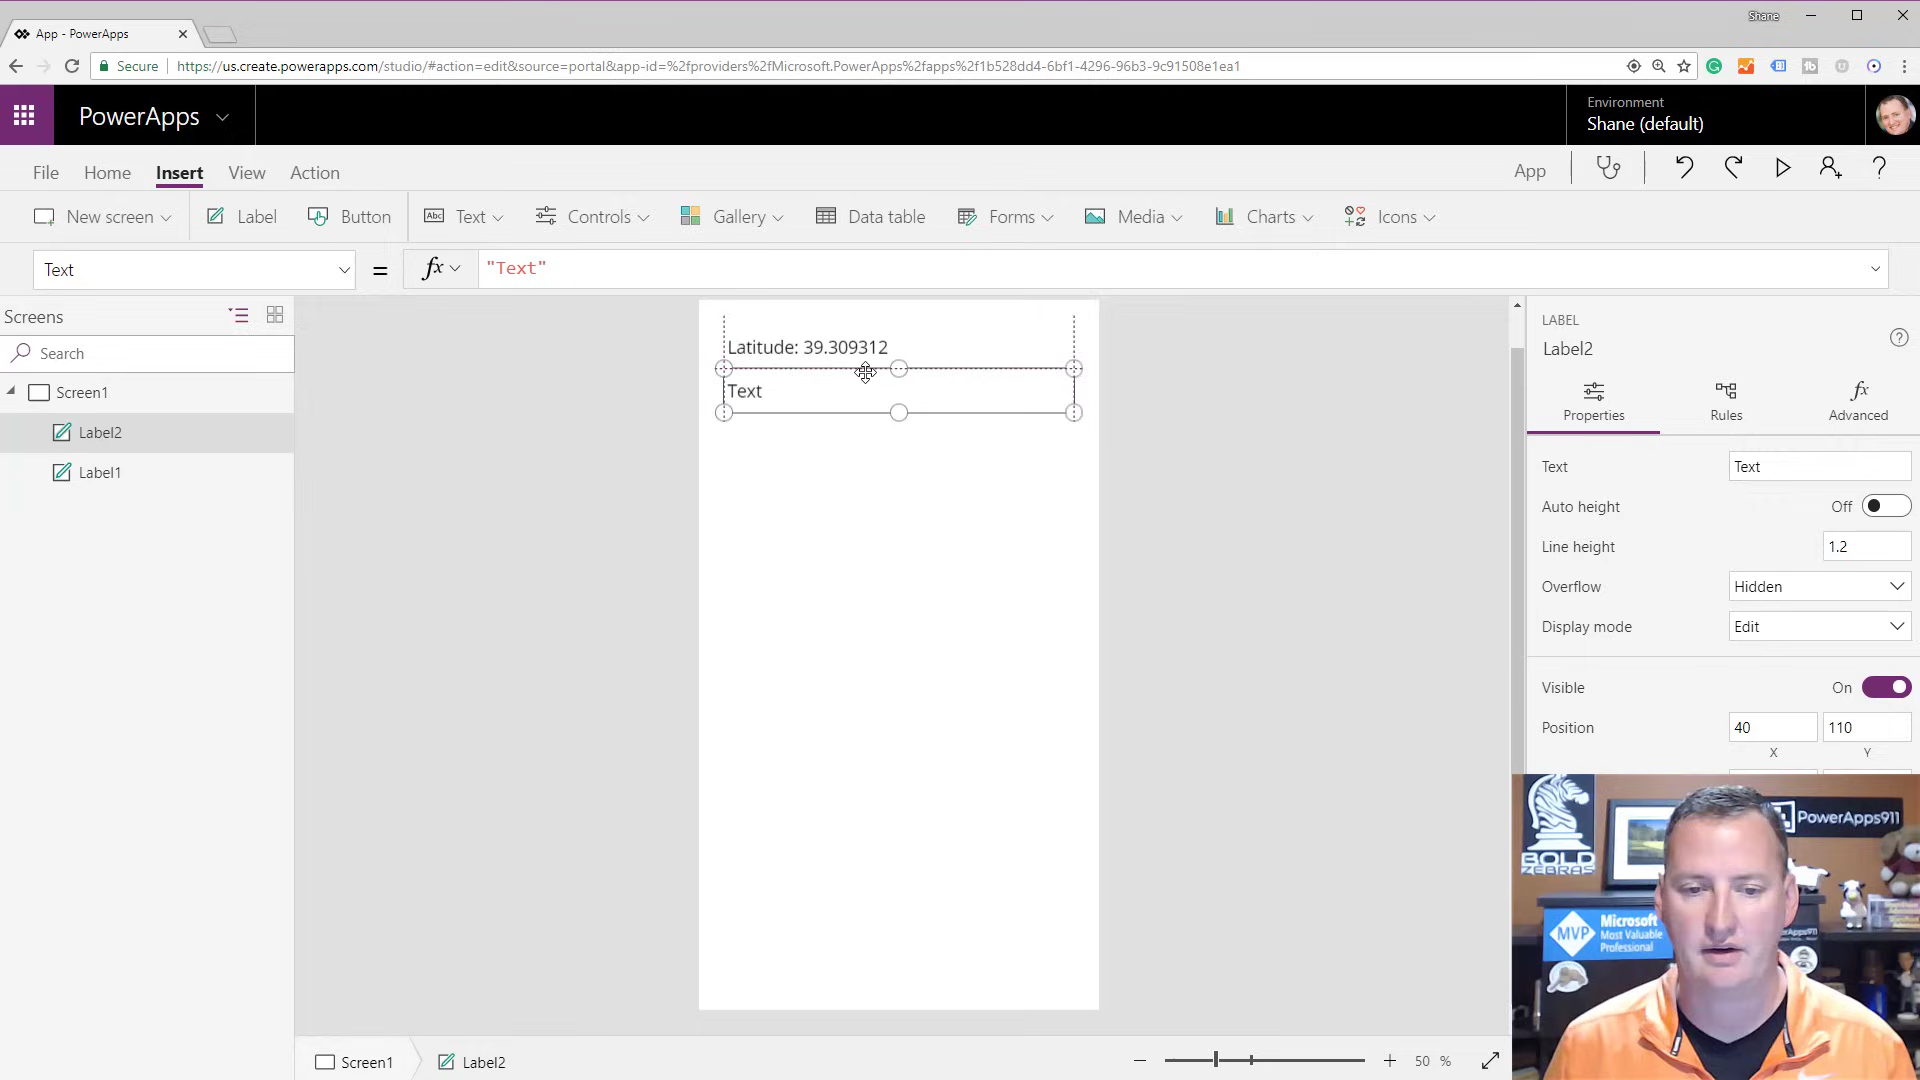 Shane
App - PowerApps
Secure
https://us.create.powerapps.com/studio/#action=edit&source=portal&app-id=%2fproviders%2fMicrosoft.PowerApps%2fapps%2f1b528dd4-6bf1-4296-96b3-9c91508e1ea1
PowerApps
Environment
Shane (default)
File
Home
Insert
View
Action
App
New screen
Label
Button
Abc
Text
Controls
Gallery
Data table
Forms
Media
Charts
Icons
Text
=
fx
"Text"
Screens
Search
Screen1
Label2
Label1
Latitude: 39.309312
Text
LABEL
Label2
Properties
Rules
Advanced
Text
Text
Auto height
Off
Line height
1.2
Overflow
Hidden
Display mode
Edit
Visible
On
Position
40
110
X
Y
PowerApps911
BOLD
ZEBRAS
MVP
Microsoft
Most Valuable
Professional
Screen1
Label2
50 %